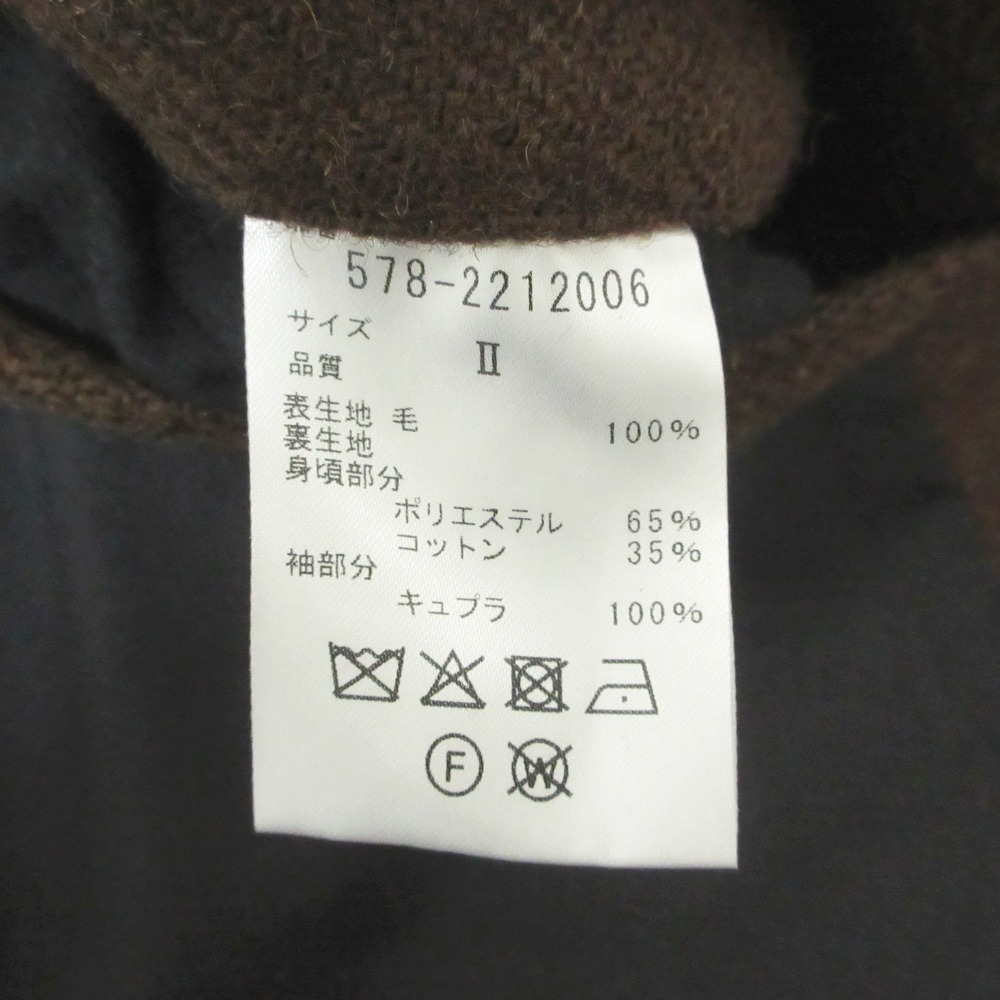 578-2212006
サイズ
品質 Ⅱ
表生地 毛 100%
裏生地
身頃部分
ポリエステル 65%
コットン 35%
袖部分
キュプラ 100%
F W